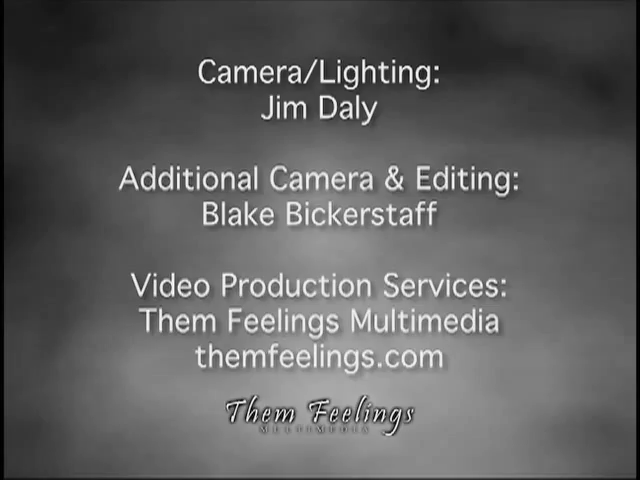 Camera/Lighting:
Jim Daly
Additional Camera & Editing:
Blake Bickerstaff
Video Production Services:
Them Feelings Multimedia
themfeelings.com
Them Feelings
MULTIMEDIA